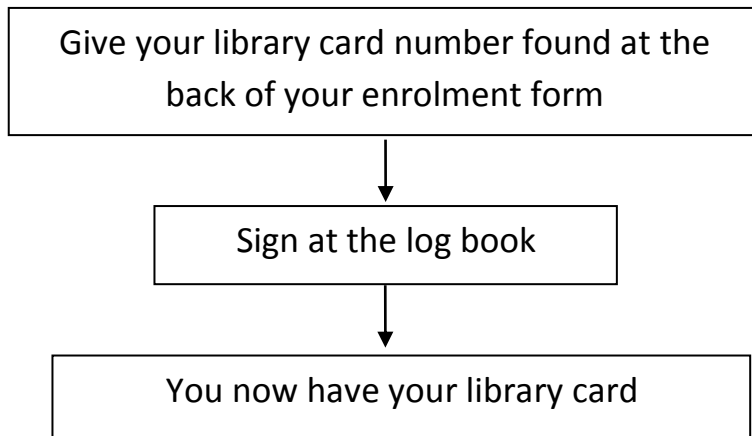 Give your library card number found at the
back of your enrolment form
Sign at the log book
You now have your library card